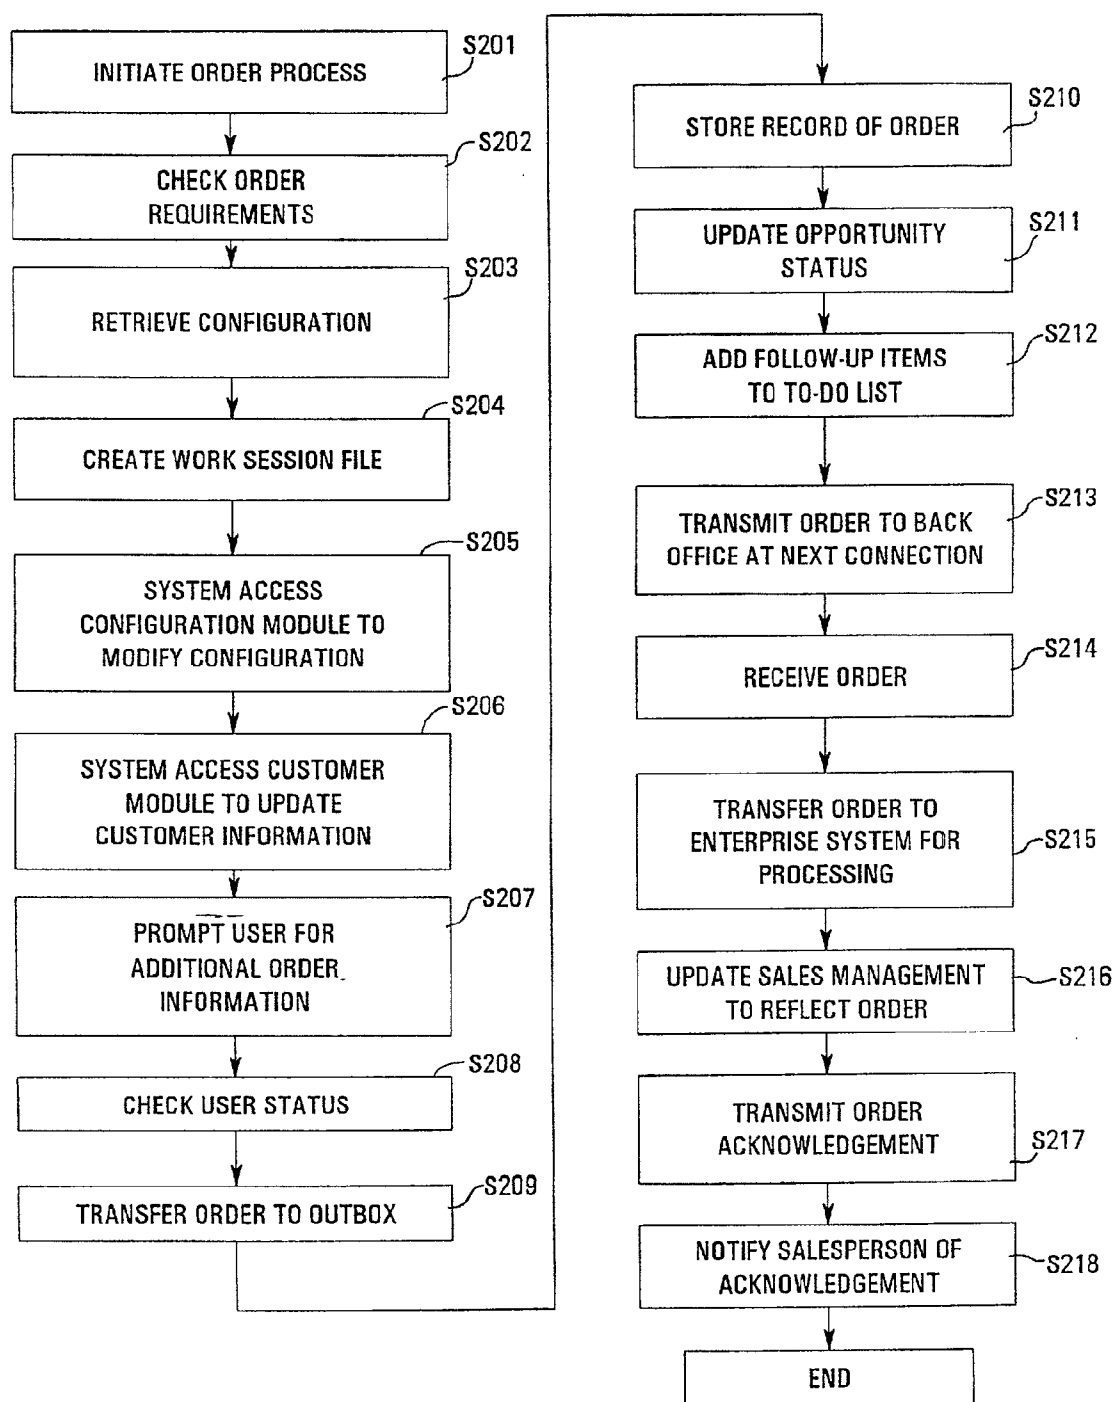 S201
INITIATE ORDER PROCESS
S202
CHECK ORDER
REQUIREMENTS
S203
RETRIEVE CONFIGURATION
S204
CREATE WORK SESSION FILE
S205
SYSTEM ACCESS
CONFIGURATION MODULE TO
MODIFY CONFIGURATION
S206
SYSTEM ACCESS CUSTOMER
MODULE TO UPDATE
CUSTOMER INFORMATION
S207
PROMPT USER FOR
ADDITIONAL ORDER
INFORMATION
S208
CHECK USER STATUS
S209
TRANSFER ORDER TO OUTBOX
S210
STORE RECORD OF ORDER
S211
UPDATE OPPORTUNITY
STATUS
S212
ADD FOLLOW-UP ITEMS
TO TO-DO LIST
S213
TRANSMIT ORDER TO BACK
OFFICE AT NEXT CONNECTION
S214
RECEIVE ORDER
TRANSFER ORDER TO
ENTERPRISE SYSTEM FOR
PROCESSING
S215
UPDATE SALES MANAGEMENT
TO REFLECT ORDER
S216
TRANSMIT ORDER
ACKNOWLEDGEMENT
S217
NOTIFY SALESPERSON OF
ACKNOWLEDGEMENT
S218
END